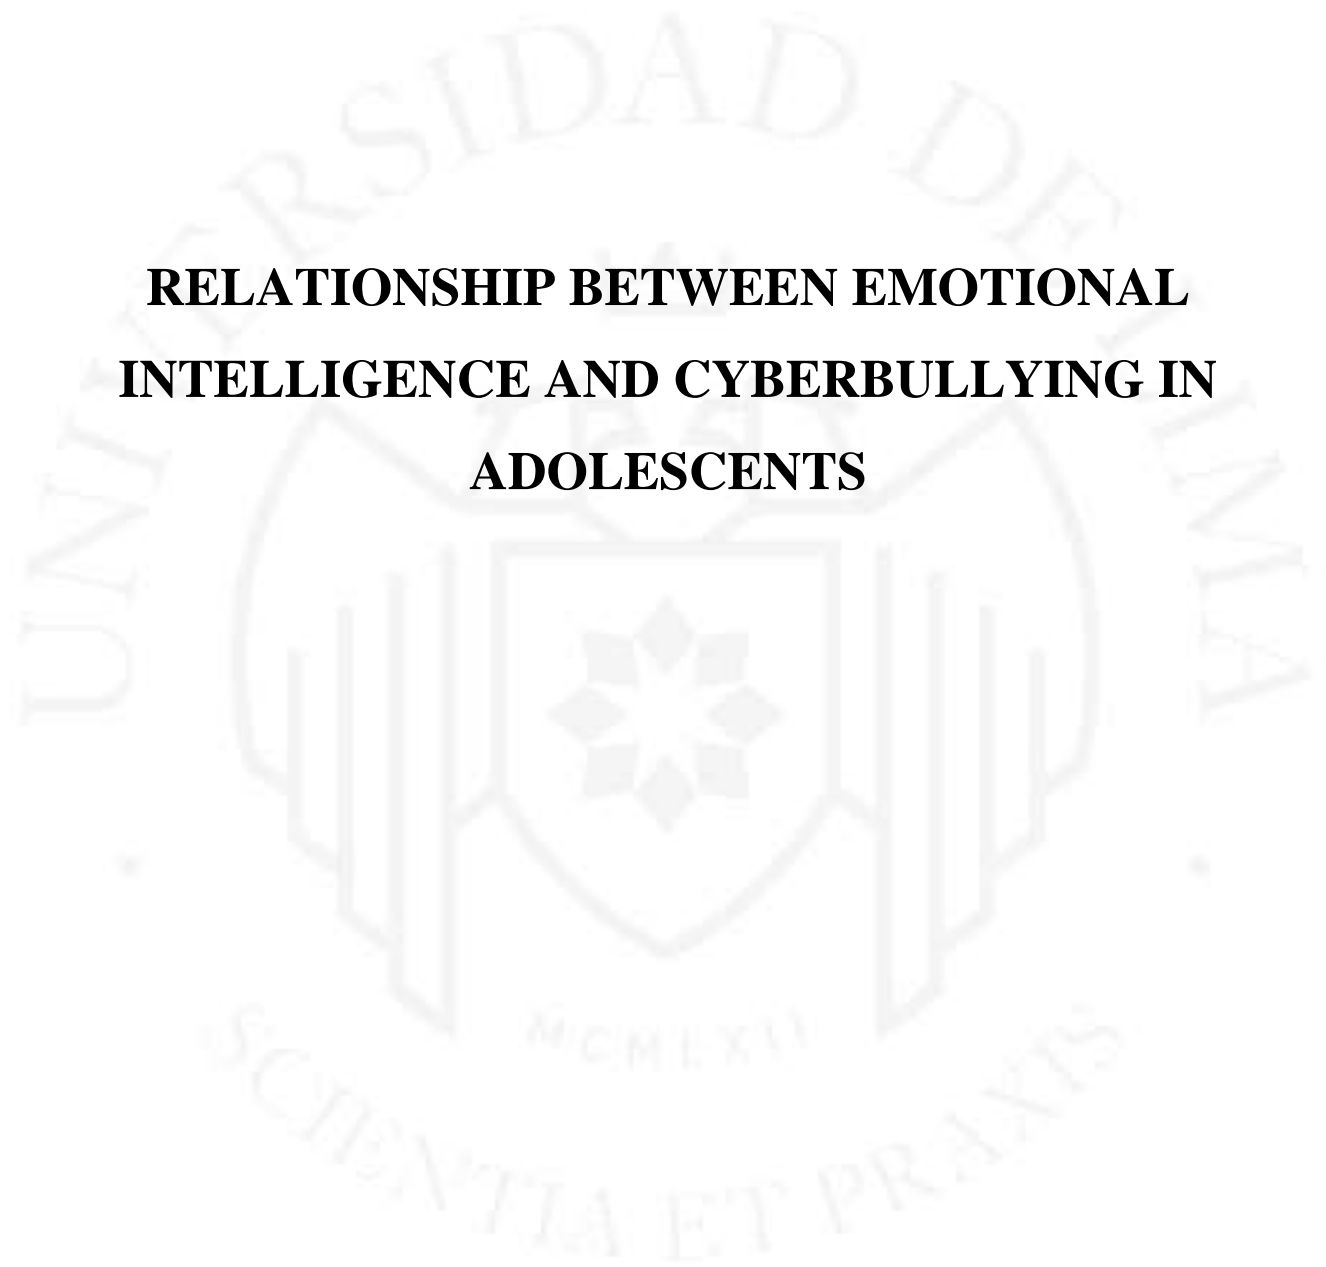 UNIVERSIDAD DE LIMA
RELATIONSHIP BETWEEN EMOTIONAL
INTELLIGENCE AND CYBERBULLYING IN
ADOLESCENTS
MCMLXII
SCIENTIA ET PRAXIS